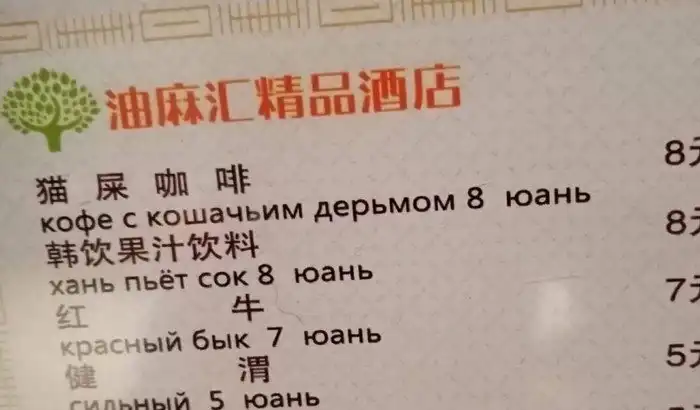 油麻汇精品酒店
猫 屎 咖 啡 8元
кофе с кошачьим дерьмом 8 юань
韩饮果汁饮料 8元
хань пьёт сок 8 юань
红 牛 7元
красный бык 7 юань
健 渭 5元
сильный 5 юань